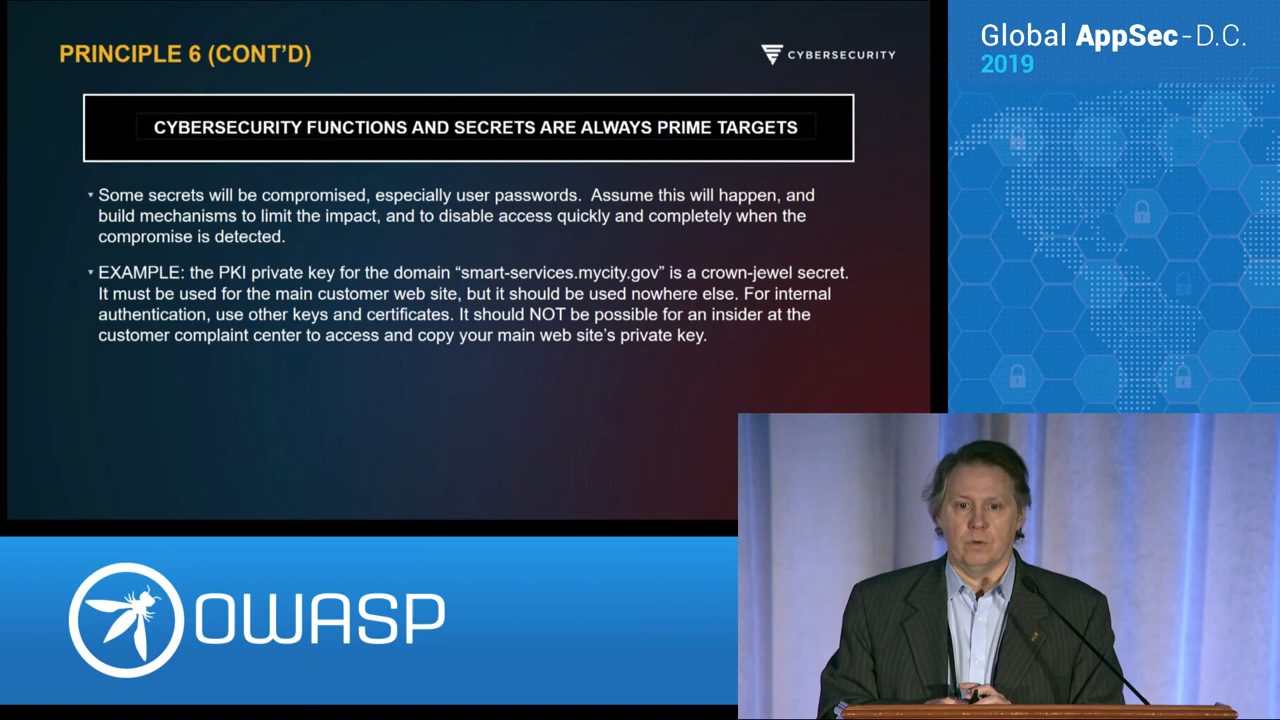 PRINCIPLE 6 (CONT'D)
CYBERSECURITY
CYBERSECURITY FUNCTIONS AND SECRETS ARE ALWAYS PRIME TARGETS
Some secrets will be compromised, especially user passwords.  Assume this will happen, and
build mechanisms to limit the impact, and to disable access quickly and completely when the
compromise is detected.
EXAMPLE: the PKI private key for the domain “smart-services.mycity.gov” is a crown-jewel secret.
It must be used for the main customer web site, but it should be used nowhere else. For internal
authentication, use other keys and certificates. It should NOT be possible for an insider at the
customer complaint center to access and copy your main web site's private key.
Global AppSec - D.C.
2019
OWASP